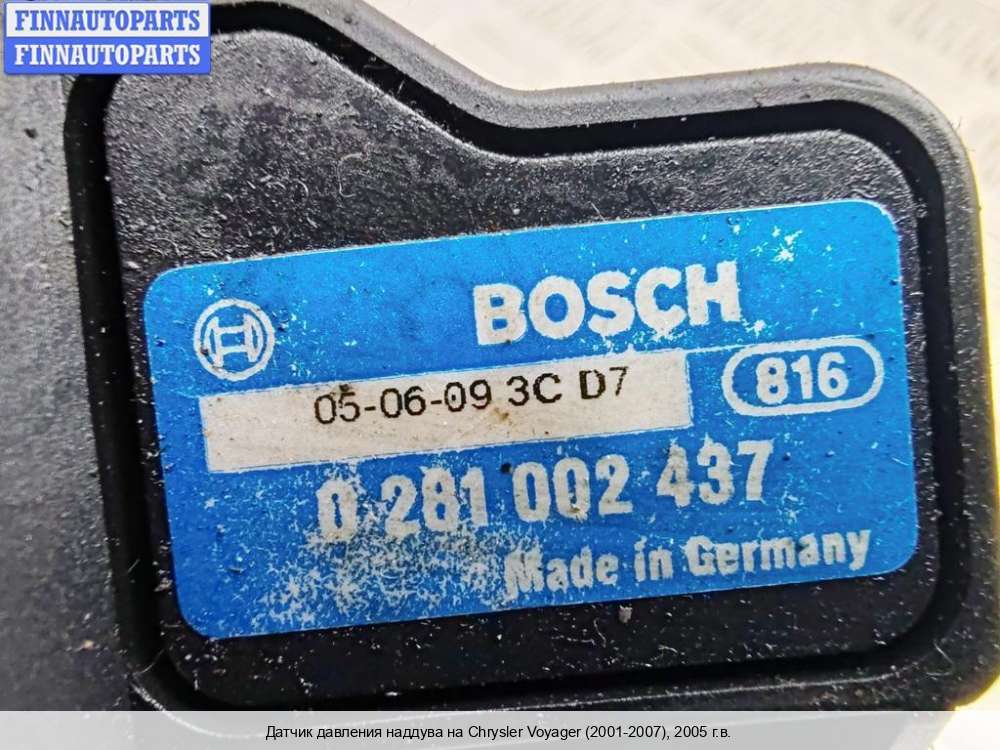 FINNAUTOPARTS
FINNAUTOPARTS
BOSCH
05-06-09 3C D7
816
0 281 002 437
Made in Germany
Датчик давления наддува на Chrysler Voyager (2001-2007), 2005 г.в.